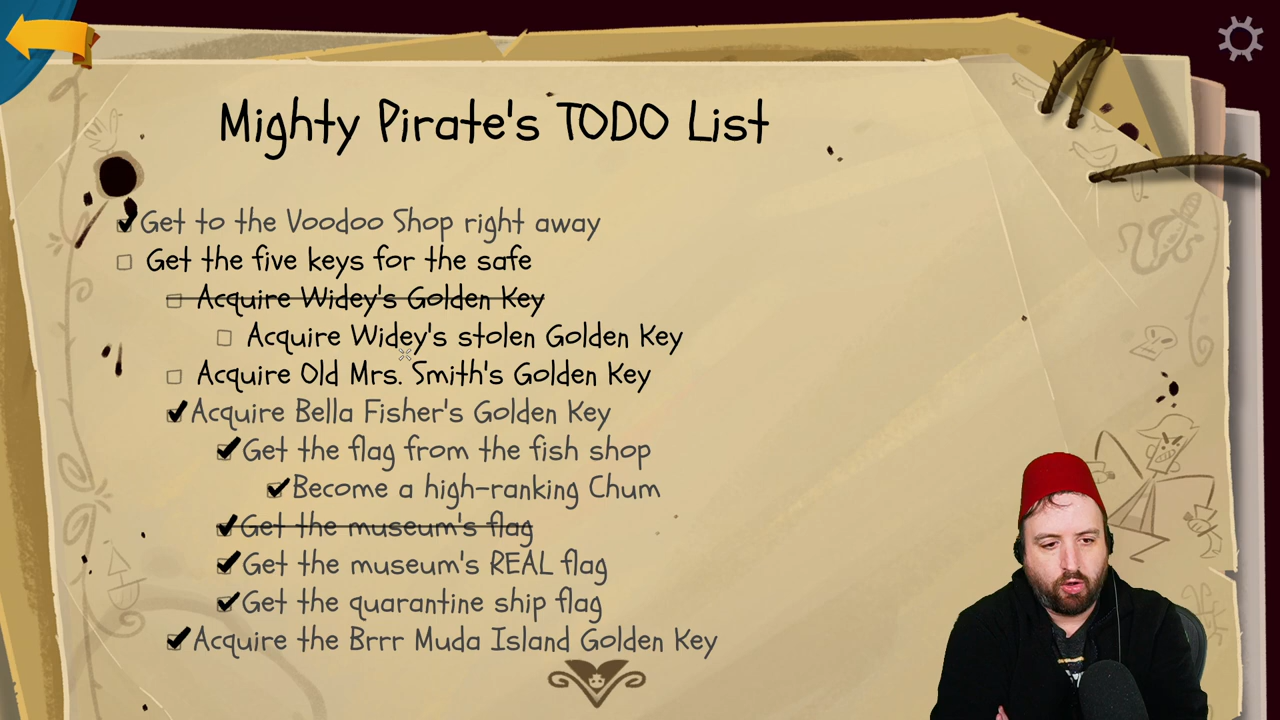 Mighty Pirate's TODO List
Get to the Voodoo Shop right away
Get the five keys for the safe
Acquire Widey's Golden Key
Acquire Widey's stolen Golden Key
Acquire Old Mrs. Smith's Golden Key
Acquire Bella Fisher's Golden Key
Get the flag from the fish shop
Become a high-ranking Chum
Get the museum's flag
Get the museum's REAL flag
Get the quarantine ship flag
Acquire the Brrr Muda Island Golden Key